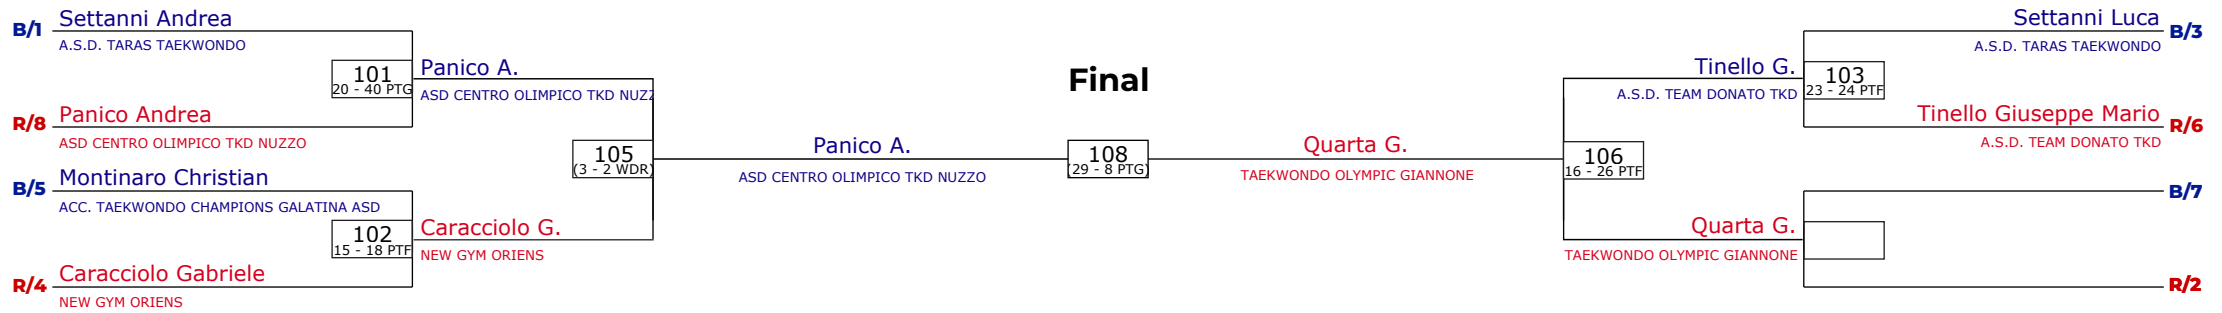 B/1 Settanni Andrea
A.S.D. TARAS TAEKWONDO
101
20 - 40 PTG
Panico A.
ASD CENTRO OLIMPICO TKD NUZZ
R/8 Panico Andrea
ASD CENTRO OLIMPICO TKD NUZZO
105
(3 - 2 WDR)
B/5 Montinaro Christian
ACC. TAEKWONDO CHAMPIONS GALATINA ASD
102
15 - 18 PTF
Caracciolo G.
NEW GYM ORIENS
R/4 Caracciolo Gabriele
NEW GYM ORIENS
Final
Panico A.
ASD CENTRO OLIMPICO TKD NUZZO
108
(29 - 8 PTG)
Quarta G.
TAEKWONDO OLYMPIC GIANNONE
Settanni Luca B/3
A.S.D. TARAS TAEKWONDO
Tinello G.
A.S.D. TEAM DONATO TKD
103
23 - 24 PTF
Tinello Giuseppe Mario R/6
A.S.D. TEAM DONATO TKD
106
16 - 26 PTF
B/7
Quarta G.
TAEKWONDO OLYMPIC GIANNONE
R/2